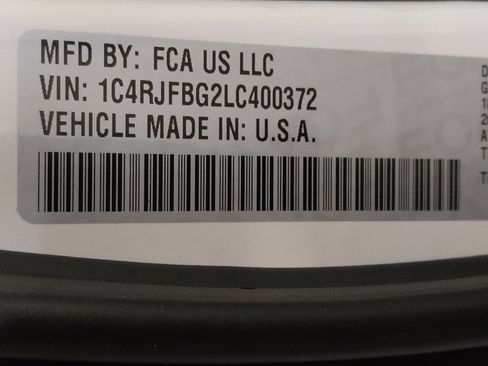 MFD BY: FCA US LLC
VIN: 1C4RJFBG2LC400372
VEHICLE MADE IN: U.S.A.